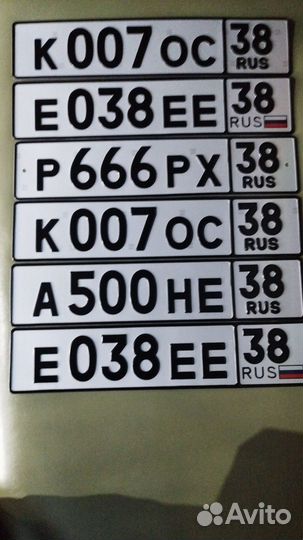 К 007 ОС 38 RUS
Е 038 ЕЕ 38 RUS
Р 666 РХ 38 RUS
К 007 ОС 38 RUS
А 500 НЕ 38 RUS
Е 038 ЕЕ 38 RUS
Avito